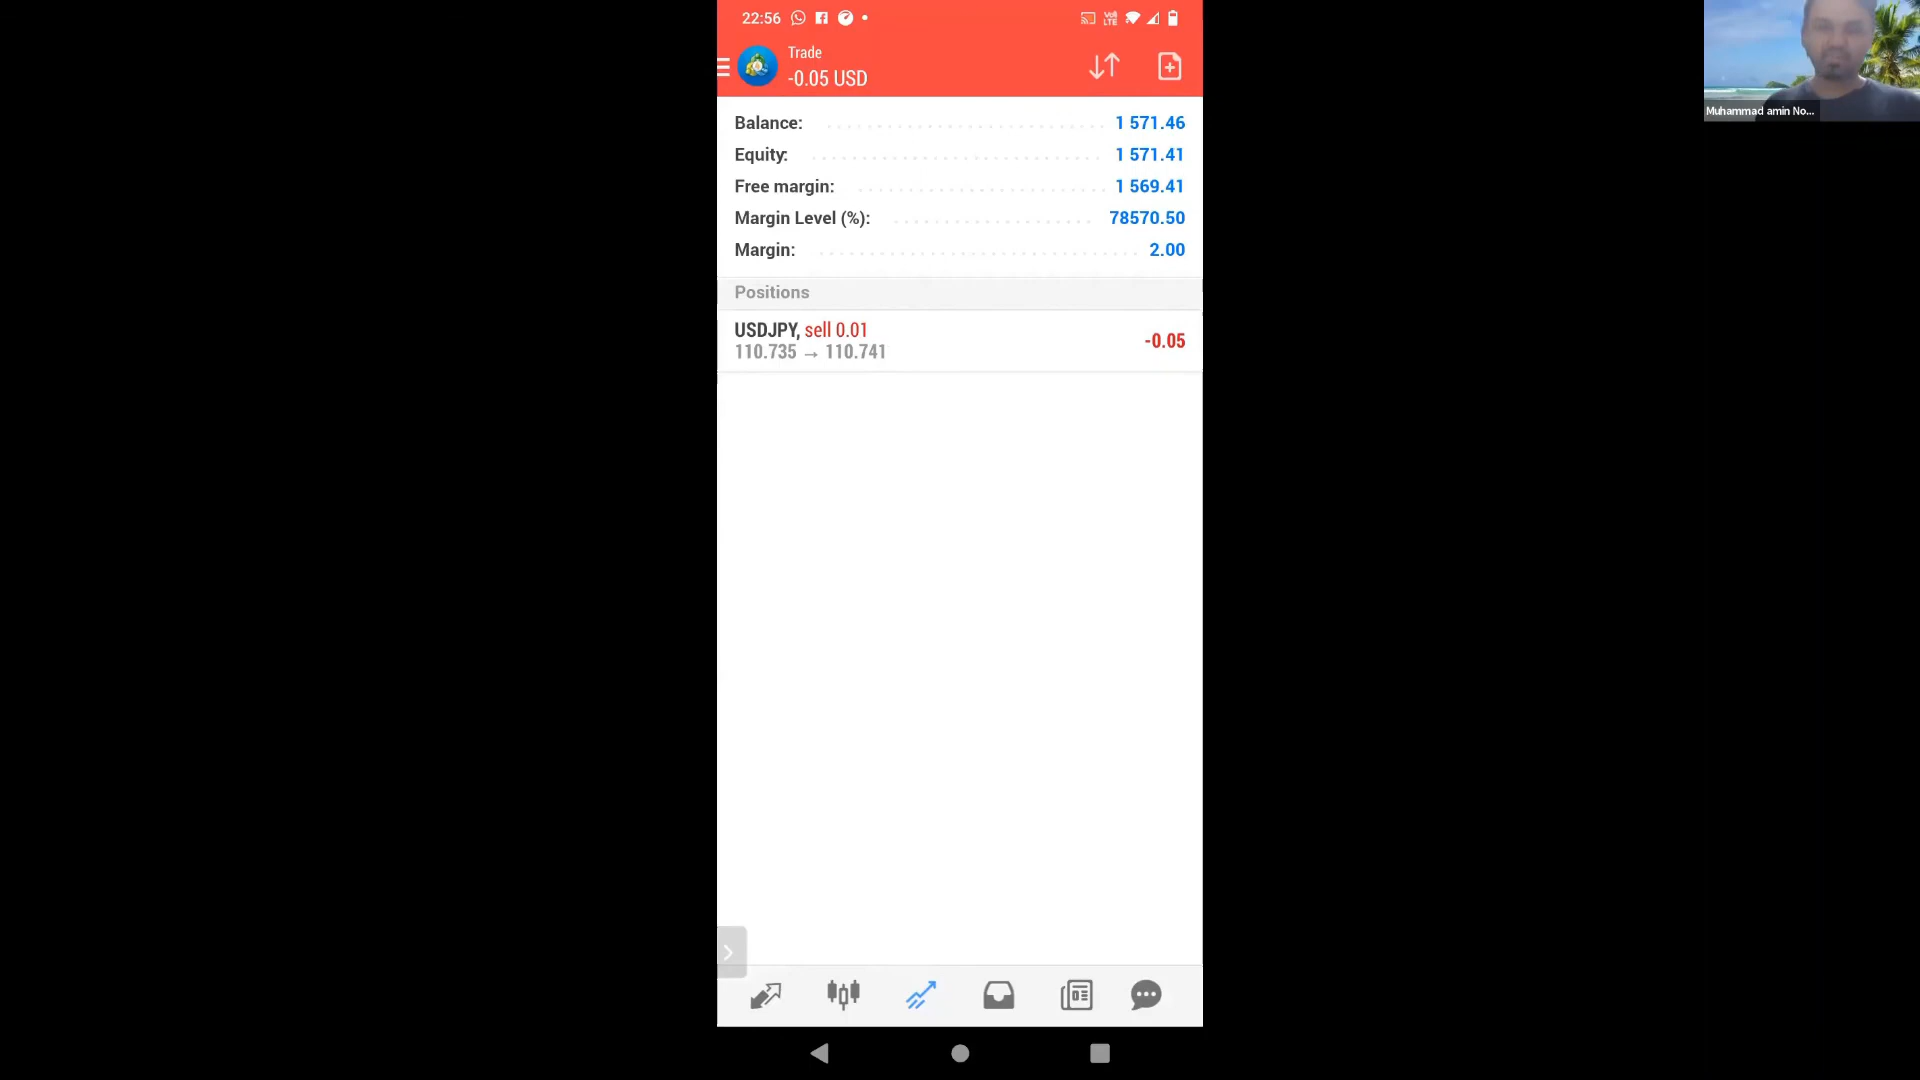 22:56
Vo) LTE
Trade
-0.05 USD
Balance: 1 571.46
Equity: 1 571.41
Free margin: 1 569.41
Margin Level (%): 78570.50
Margin: 2.00
Positions
USDJPY, sell 0.01
110.735 → 110.741
-0.05
Muhammad amin No...